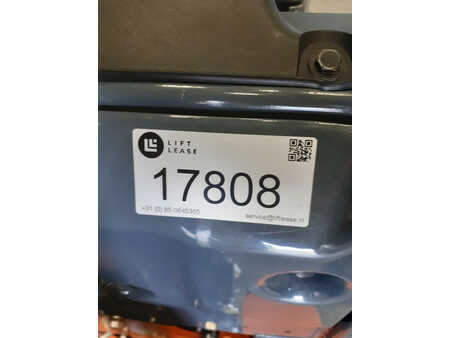 LIFT
LEASE
17808
+31 (0) 85-0645365
service@liftlease.nl